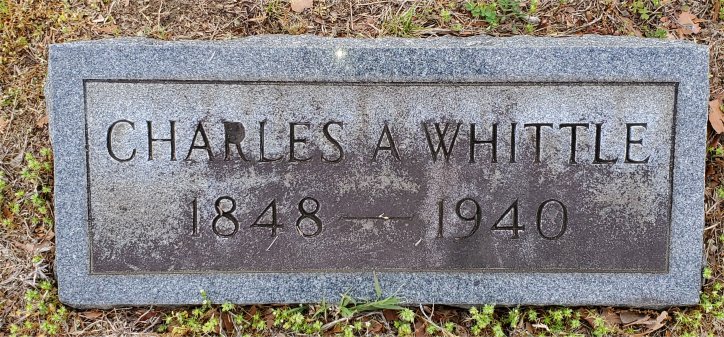 CHARLES A WHITTLE
1848 — 1940